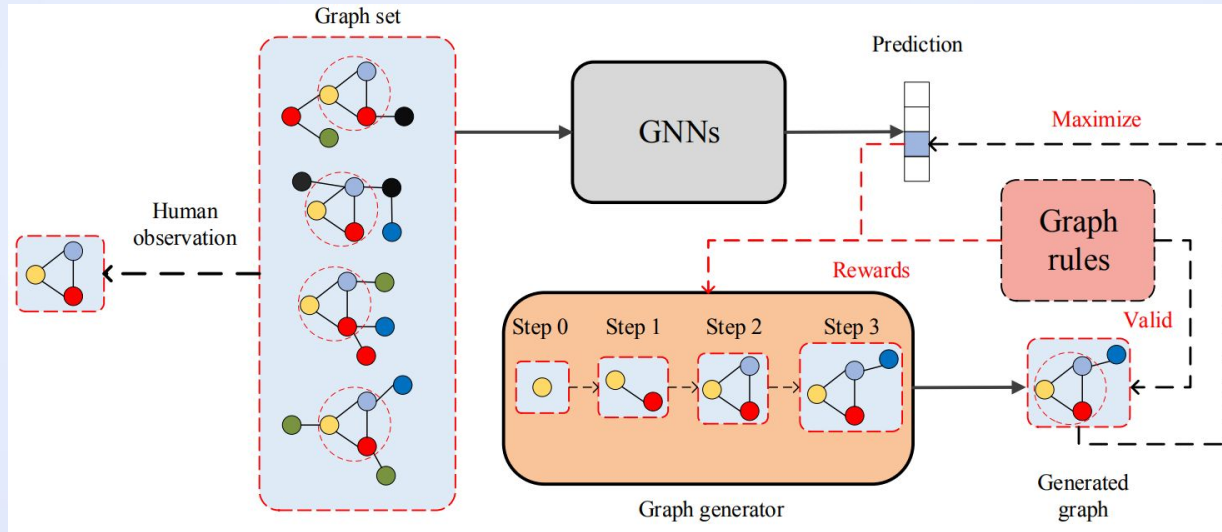 Graph set
Prediction
GNNs
Maximize
Human
observation
Graph
rules
Rewards
Valid
Step 0
Step 1
Step 2
Step 3
Graph generator
Generated
graph